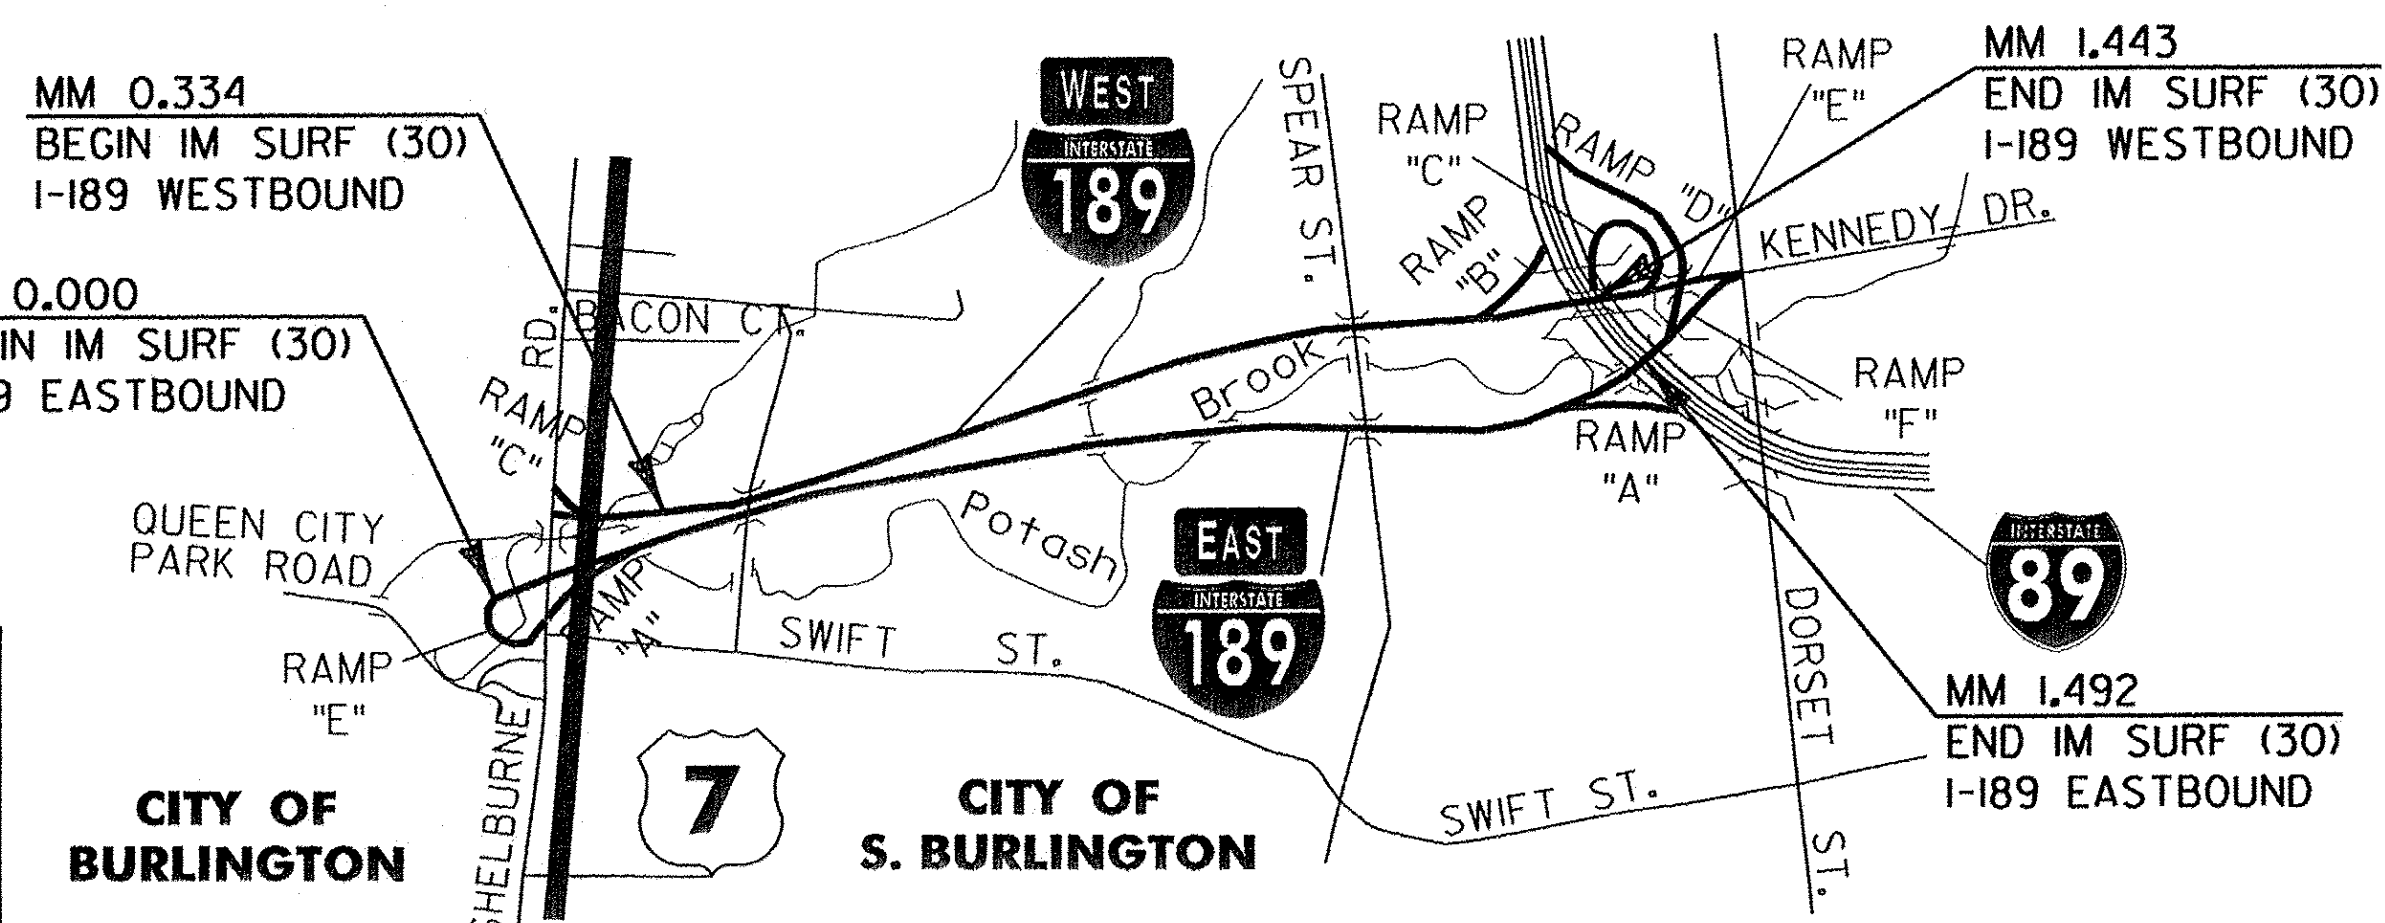 MM 0.334
BEGIN IM SURF (30)
I-189 WESTBOUND
0.000
IN IM SURF (30)
9 EASTBOUND
WEST
INTERSTATE
189
SPEAR ST.
RAMP
"C"
RAMP
"B"
RAMP "D"
RAMP
"E"
MM 1.443
END IM SURF (30)
I-189 WESTBOUND
KENNEDY DR.
BACON CT.
RD.
RAMP
"C"
QUEEN CITY
PARK ROAD
RAMP
"E"
RAMP
"A"
SHELBURNE
Potash
Brook
SWIFT ST.
EAST
INTERSTATE
189
RAMP
"A"
RAMP
"F"
INTERSTATE
89
DORSET ST.
MM 1.492
END IM SURF (30)
I-189 EASTBOUND
SWIFT ST.
7
CITY OF
BURLINGTON
CITY OF
S. BURLINGTON